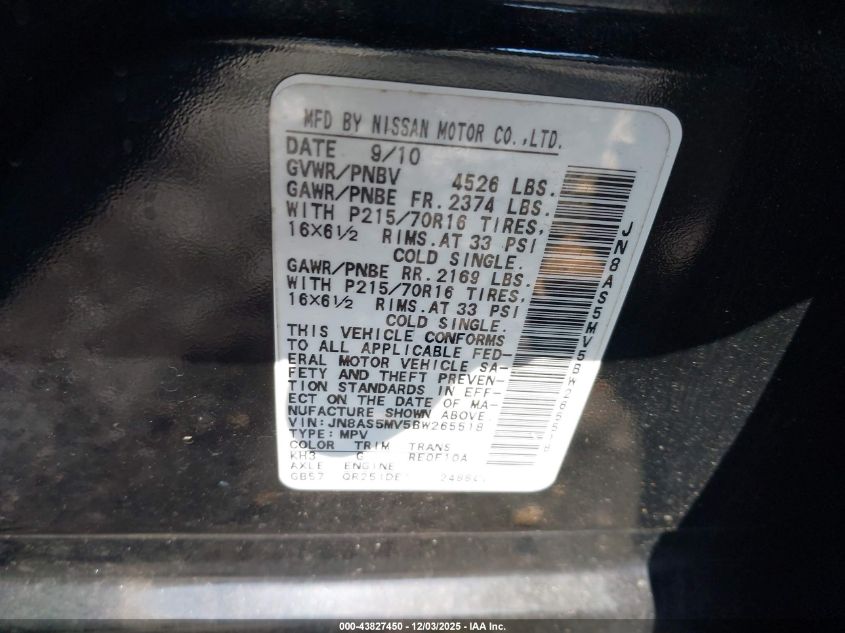 MFD BY NISSAN MOTOR CO.,LTD.
DATE 9/10
GVWR/PNBV 4526 LBS.
GAWR/PNBE FR. 2374 LBS.
WITH P215/70R16 TIRES,
16X6½ RIMS.AT 33 PSI
COLD SINGLE.
GAWR/PNBE RR. 2169 LBS.
WITH P215/70R16 TIRES,
16X6½ RIMS.AT 33 PSI
COLD SINGLE.
THIS VEHICLE CONFORMS
TO ALL APPLICABLE FED-
ERAL MOTOR VEHICLE SA-
FETY AND THEFT PREVEN-
TION STANDARDS IN EFF-
ECT ON THE DATE OF MA-
NUFACTURE SHOWN ABOVE.
VIN: JN8AS5MV5BW265518
TYPE: MPV
COLOR TRIM TRANS
KH3 G RE0F10A
AXLE ENGINE
GB57 QR25(DE)
000-43827450 - 12/03/2025 - IAA Inc.